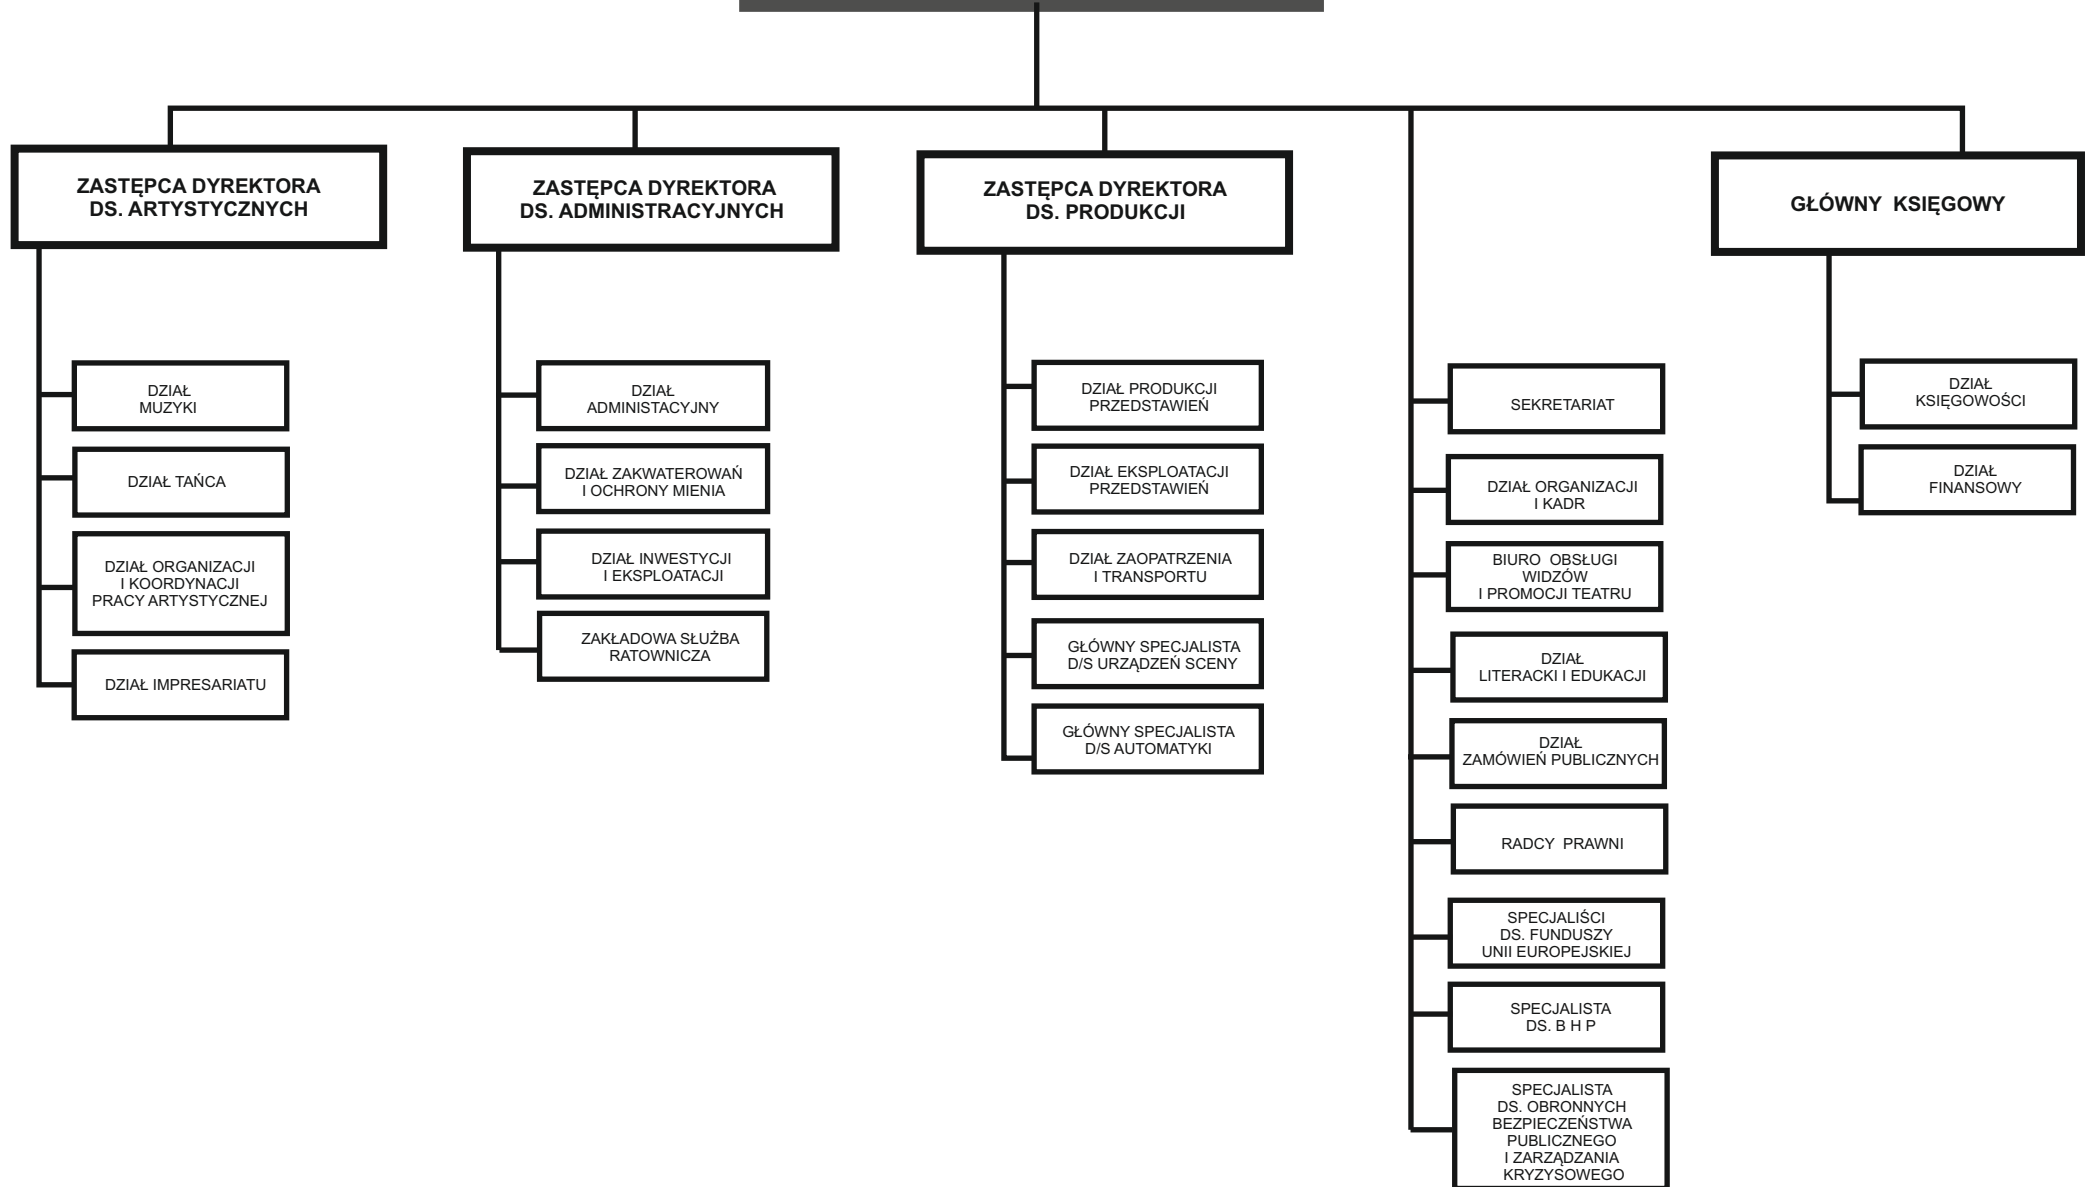 ZASTĘPCA DYREKTORA
DS. ARTYSTYCZNYCH
DZIAŁ
MUZYKI
DZIAŁ TAŃCA
DZIAŁ ORGANIZACJI
I KOORDYNACJI
PRACY ARTYSTYCZNEJ
DZIAŁ IMPRESARIATU
ZASTĘPCA DYREKTORA
DS. ADMINISTRACYJNYCH
DZIAŁ
ADMINISTACYJNY
DZIAŁ ZAKWATEROWAŃ
I OCHRONY MIENIA
DZIAŁ INWESTYCJI
I EKSPLOATACJI
ZAKŁADOWA SŁUŻBA
RATOWNICZA
ZASTĘPCA DYREKTORA
DS. PRODUKCJI
DZIAŁ PRODUKCJI
PRZEDSTAWIEŃ
DZIAŁ EKSPLOATACJI
PRZEDSTAWIEŃ
DZIAŁ ZAOPATRZENIA
I TRANSPORTU
GŁÓWNY SPECJALISTA
D/S URZĄDZEŃ SCENY
GŁÓWNY SPECJALISTA
D/S AUTOMATYKI
SEKRETARIAT
DZIAŁ ORGANIZACJI
I KADR
BIURO OBSŁUGI
WIDZÓW
I PROMOCJI TEATRU
DZIAŁ
LITERACKI I EDUKACJI
DZIAŁ
ZAMÓWIEŃ PUBLICZNYCH
RADCY PRAWNI
SPECJALIŚCI
DS. FUNDUSZY
UNII EUROPEJSKIEJ
SPECJALISTA
DS. B H P
SPECJALISTA
DS. OBRONNYCH
BEZPIECZEŃSTWA
PUBLICZNEGO
I ZARZĄDZANIA
KRYZYSOWEGO
GŁÓWNY KSIĘGOWY
DZIAŁ
KSIĘGOWOŚCI
DZIAŁ
FINANSOWY